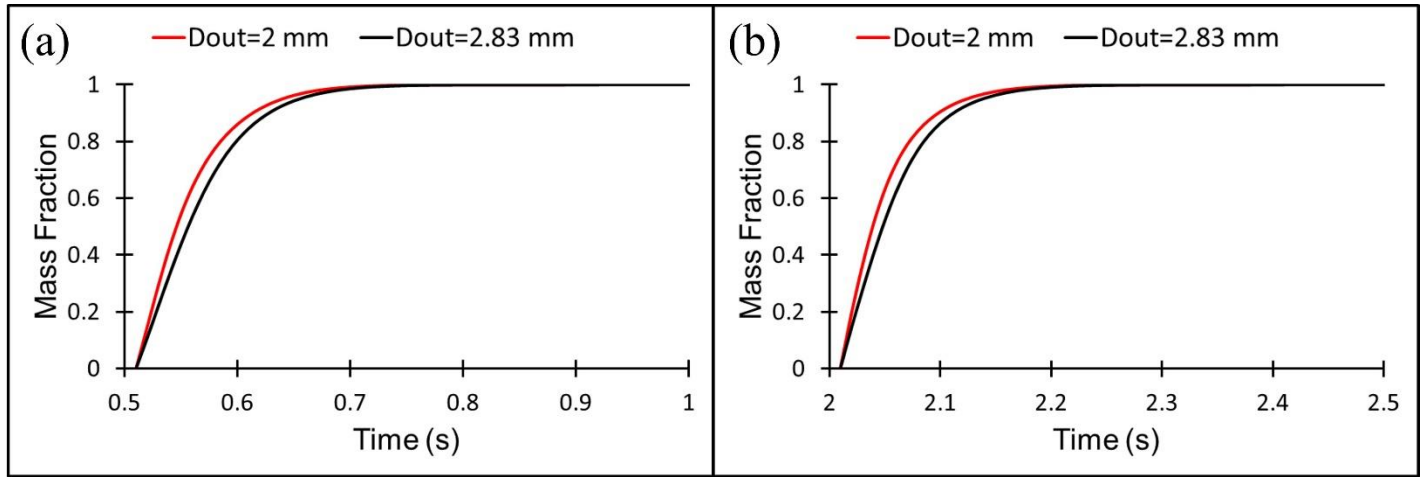 (a)
Dout=2 mm Dout=2.83 mm
1
0.8
0.6
0.4
0.2
0
Mass Fraction
0.5 0.6 0.7 0.8 0.9 1
Time (s)
(b)
Dout=2 mm Dout=2.83 mm
1
0.8
0.6
0.4
0.2
0
Mass Fraction
2 2.1 2.2 2.3 2.4 2.5
Time (s)